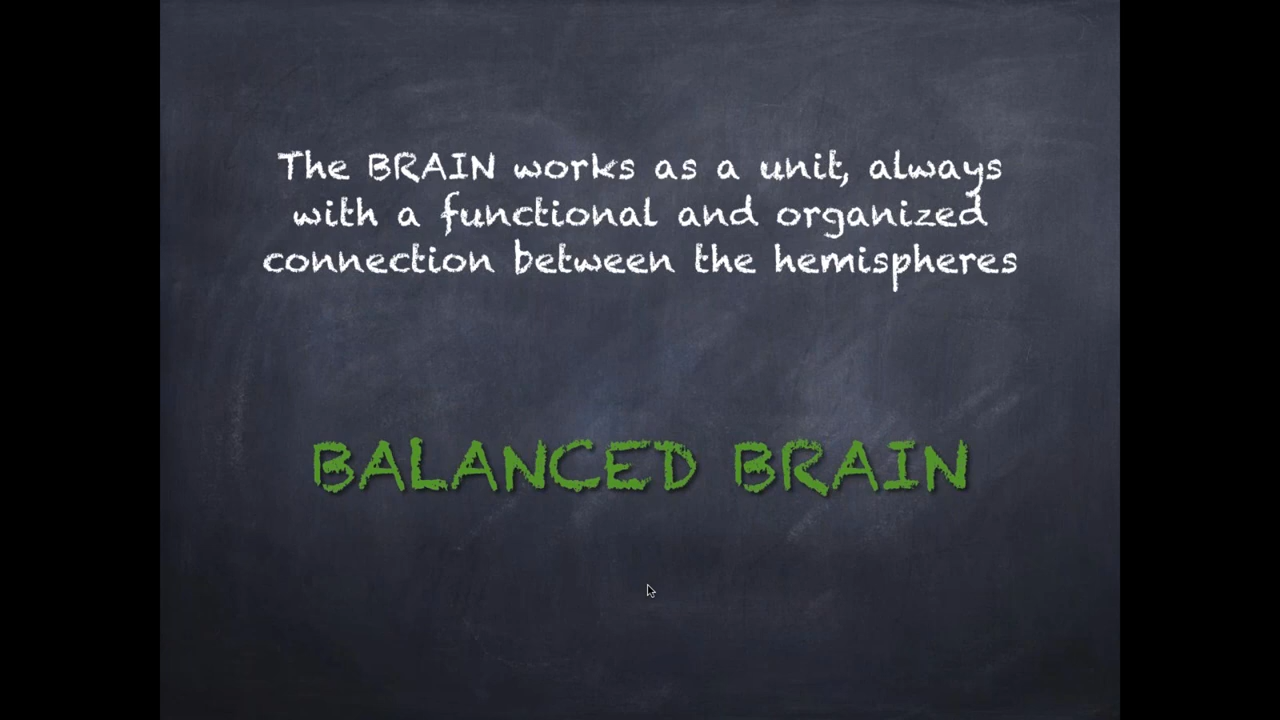 The BRAIN works as a unit, always
with a functional and organized
connection between the hemispheres
BALANCED BRAIN